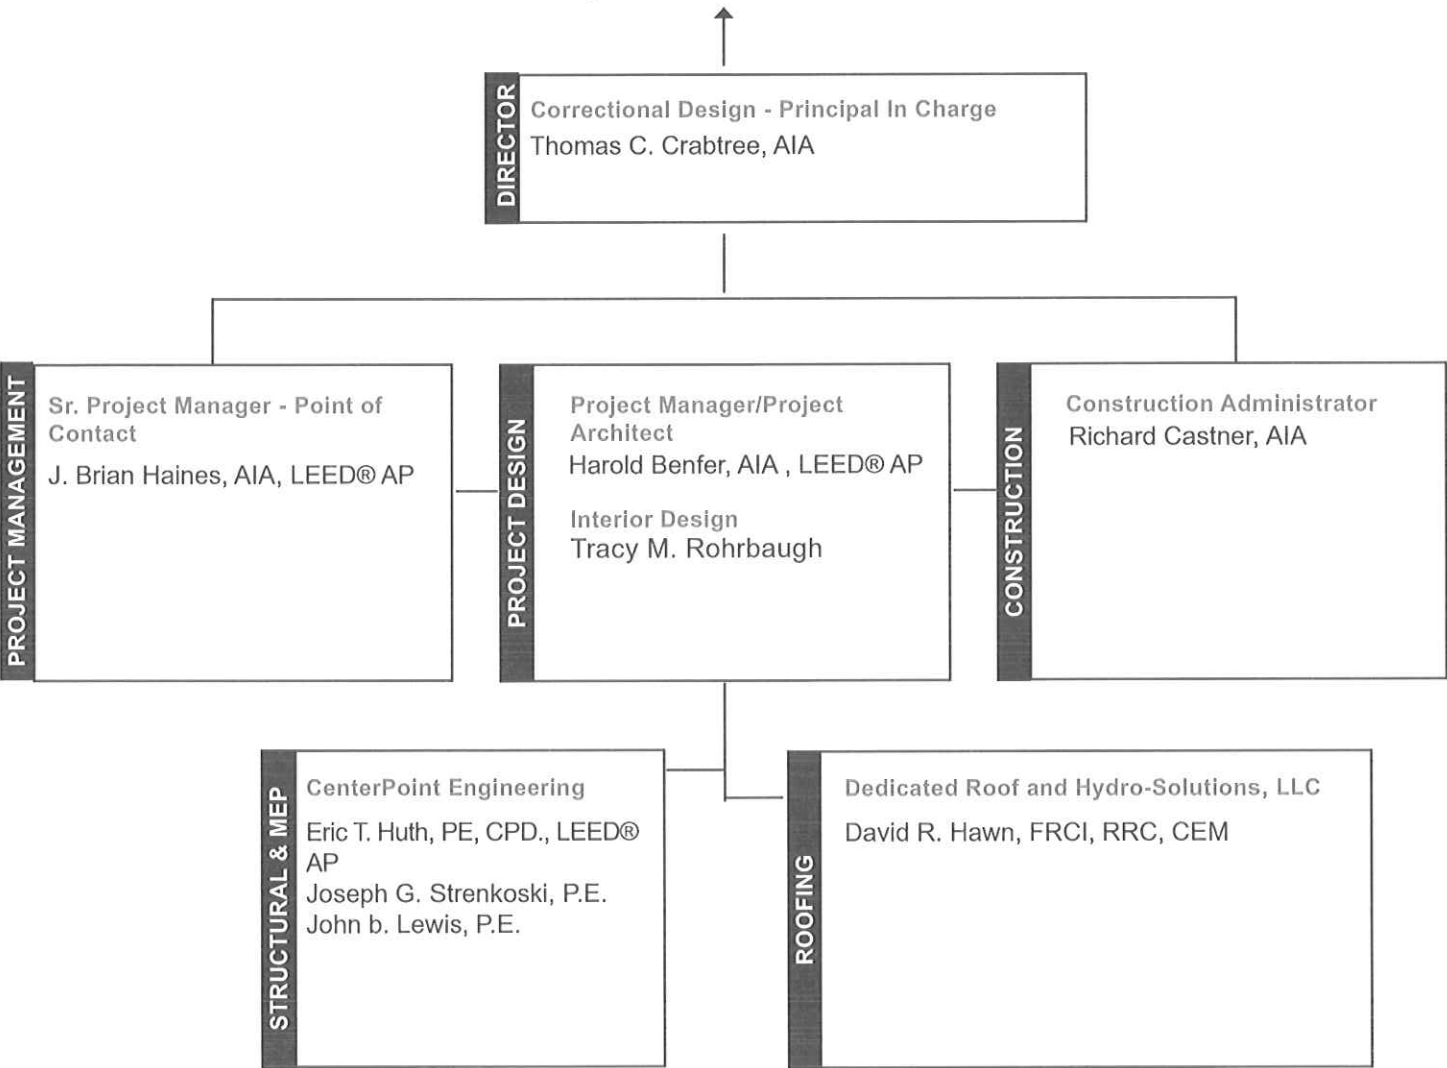 DIRECTOR
Correctional Design - Principal In Charge
Thomas C. Crabtree, AIA
PROJECT MANAGEMENT
Sr. Project Manager - Point of
Contact
J. Brian Haines, AIA, LEED® AP
PROJECT DESIGN
Project Manager/Project
Architect
Harold Benfer, AIA , LEED® AP
Interior Design
Tracy M. Rohrbaugh
CONSTRUCTION
Construction Administrator
Richard Castner, AIA
STRUCTURAL & MEP
CenterPoint Engineering
Eric T. Huth, PE, CPD., LEED®
AP
Joseph G. Strenkoski, P.E.
John b. Lewis, P.E.
ROOFING
Dedicated Roof and Hydro-Solutions, LLC
David R. Hawn, FRCI, RRC, CEM